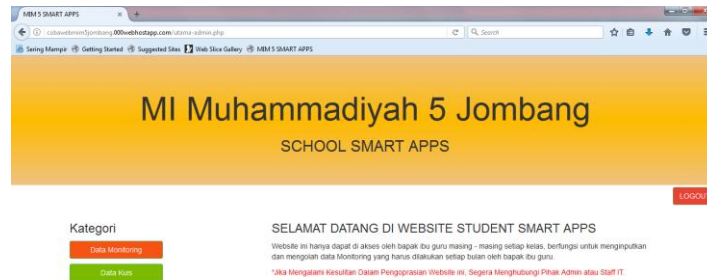 MIM 5 SMART APPS
cobawebmim5jombang.000webhostapp.com/utama-admin.php
Search
Sering Mampir Getting Started Suggested Sites Web Slice Gallery MIM 5 SMART APPS
MI Muhammadiyah 5 Jombang
SCHOOL SMART APPS
LOGOUT
Kategori
Data Monitoring
Data Kuis
SELAMAT DATANG DI WEBSITE STUDENT SMART APPS
Website ini hanya dapat di akses oleh bapak ibu guru masing - masing setiap kelas, berfungsi untuk menginputkan
dan mengolah data Monitoring yang harus dilakukan setiap bulan oleh bapak ibu guru.
*Jika Mengalami Kesulitan Dalam Pengoprasian Website ini, Segera Menghubungi Pihak Admin atau Staff IT.